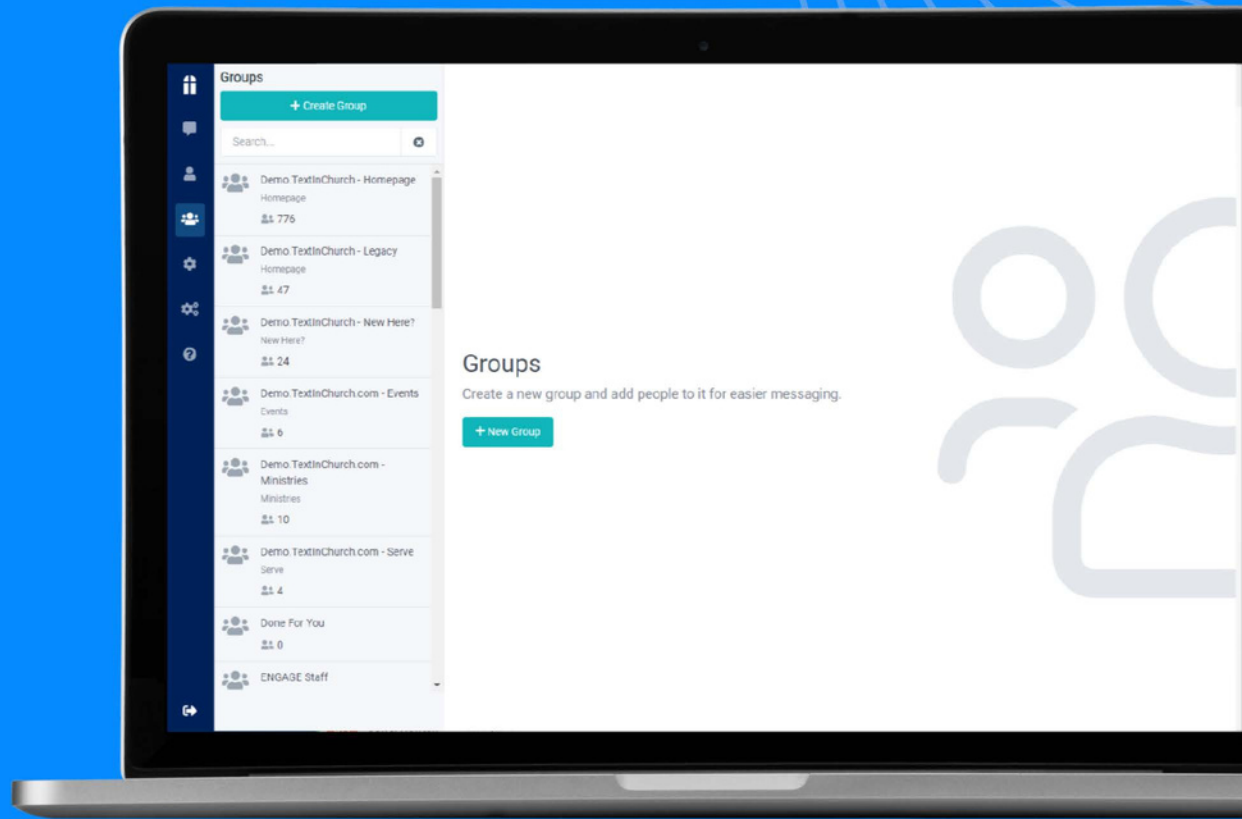 Groups
+ Create Group
Search...
Demo.TextInChurch - Homepage
Homepage
776
Demo.TextInChurch - Legacy
Homepage
47
Demo.TextInChurch - New Here?
New Here?
24
Demo.TextInChurch.com - Events
Events
6
Demo.TextInChurch.com -
Ministries
Ministries
10
Demo.TextInChurch.com - Serve
Serve
4
Done For You
0
ENGAGE Staff
Groups
Create a new group and add people to it for easier messaging.
+ New Group